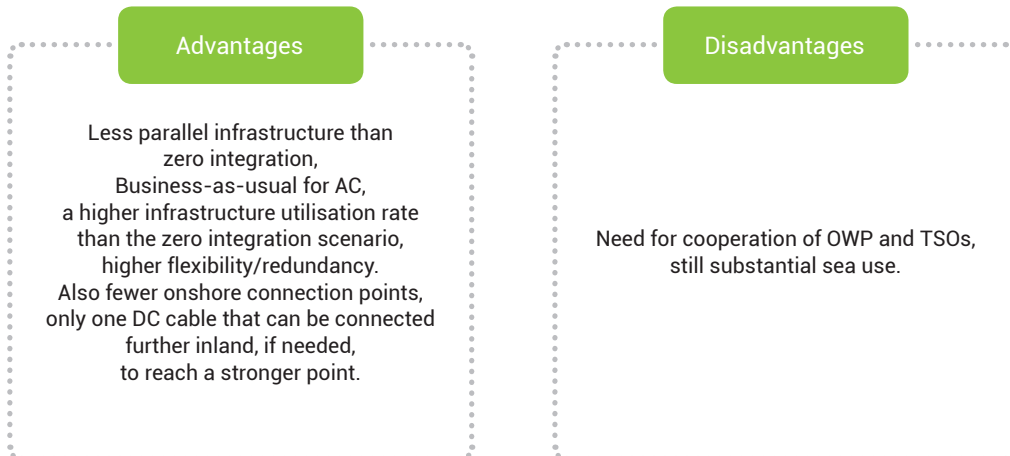 Advantages
Less parallel infrastructure than
zero integration,
Business-as-usual for AC,
a higher infrastructure utilisation rate
than the zero integration scenario,
higher flexibility/redundancy.
Also fewer onshore connection points,
only one DC cable that can be connected
further inland, if needed,
to reach a stronger point.
Disadvantages
Need for cooperation of OWP and TSOs,
still substantial sea use.